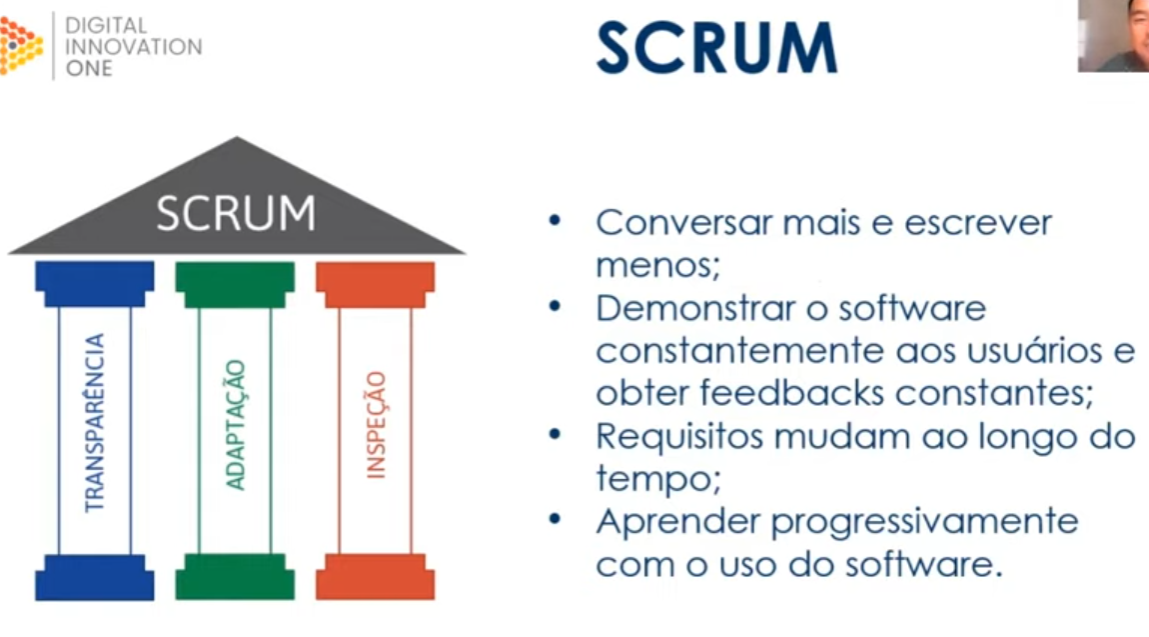 DIGITAL
INNOVATION
ONE
SCRUM
SCRUM
TRANSPARÊNCIA
ADAPTAÇÃO
INSPEÇÃO
• Conversar mais e escrever
menos;
• Demonstrar o software
constantemente aos usuários e
obter feedbacks constantes;
• Requisitos mudam ao longo do
tempo;
• Aprender progressivamente
com o uso do software.